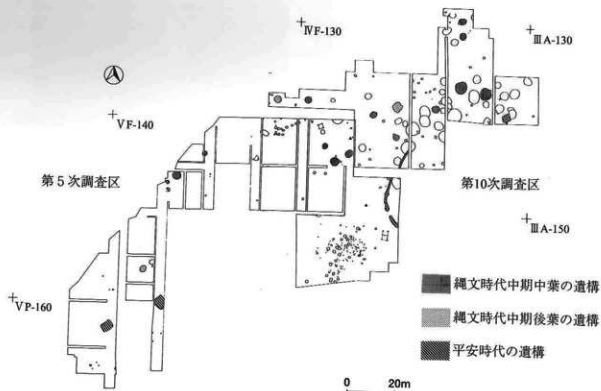 ⅣF-130
ⅢA-130
ⅤF-140
第5次調査区
第10次調査区
ⅢA-150
ⅤP-160
縄文時代中期中葉の遺構
縄文時代中期後葉の遺構
平安時代の遺構
0 20m